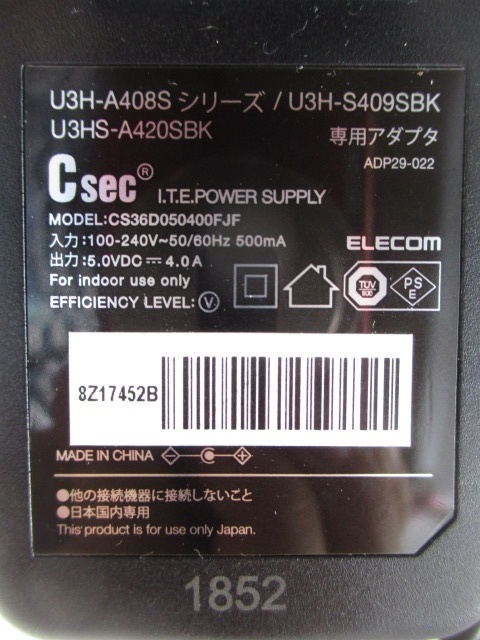 U3H-A408S シリーズ / U3H-S409SBK
U3HS-A420SBK 専用アダプタ
ADP29-022
Csec® I.T.E.POWER SUPPLY
MODEL:CS36D050400FJF
入力:100-240V~50/60Hz 500mA
ELECOM
出力:5.0VDC⎓4.0A
For indoor use only
EFFICIENCY LEVEL:Ⓥ
TUV
PS
E
8Z17452B
MADE IN CHINA
●他の接続機器に接続しないこと
●日本国内専用
This product is for use only Japan.
1852